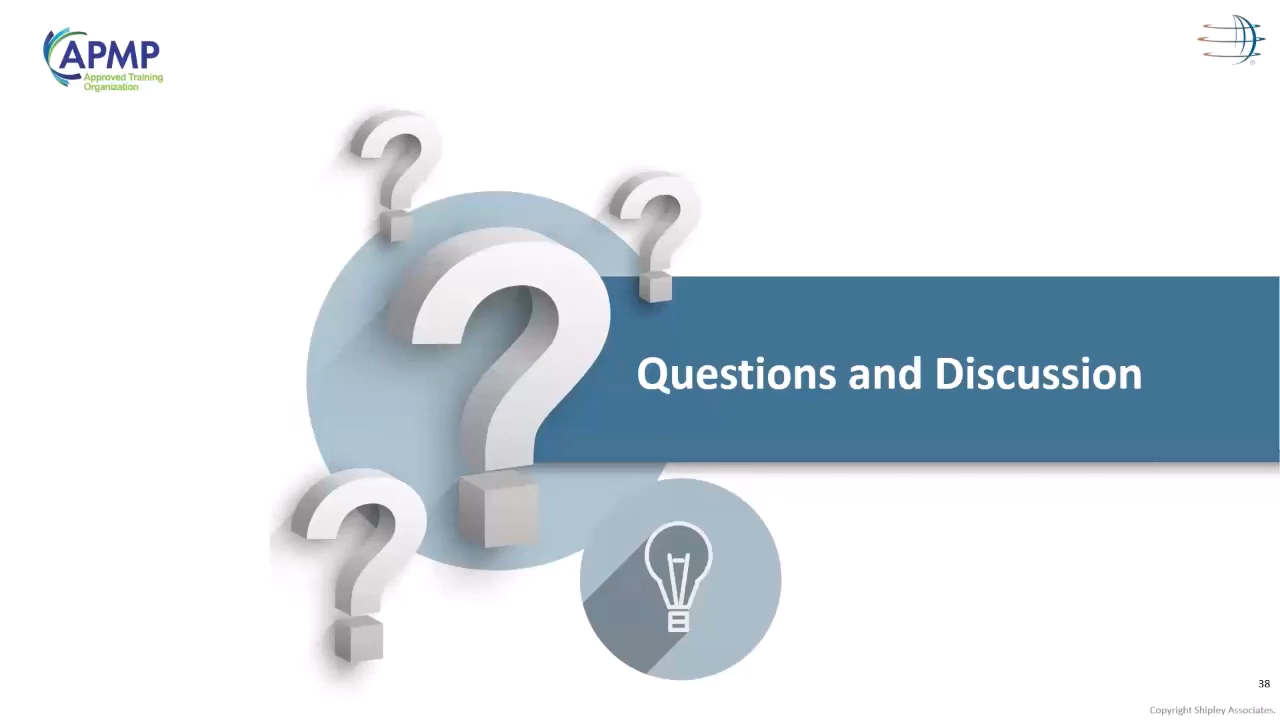 APMP
Approved Training
Organization
Questions and Discussion
38
Copyright Shipley Associates.